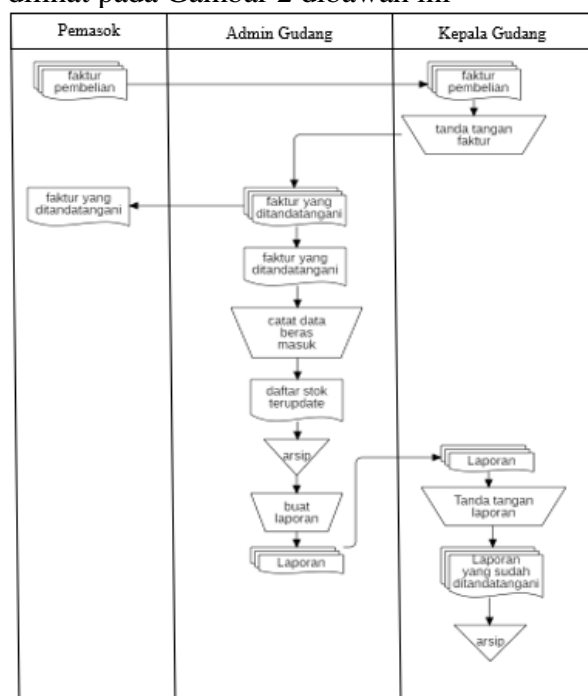 dilihat pada Gambar 2 dibawah ini
Pemasok
Admin Gudang
Kepala Gudang
faktur
pembelian
faktur
pembelian
tanda tangan
faktur
faktur yang
ditandatangani
faktur yang
ditandatangani
faktur yang
ditandatangani
catat data
beras
masuk
daftar stok
terupdate
arsip
buat
laporan
Laporan
Laporan
Tanda tangan
laporan
Laporan
yang sudah
ditandatangani
arsip